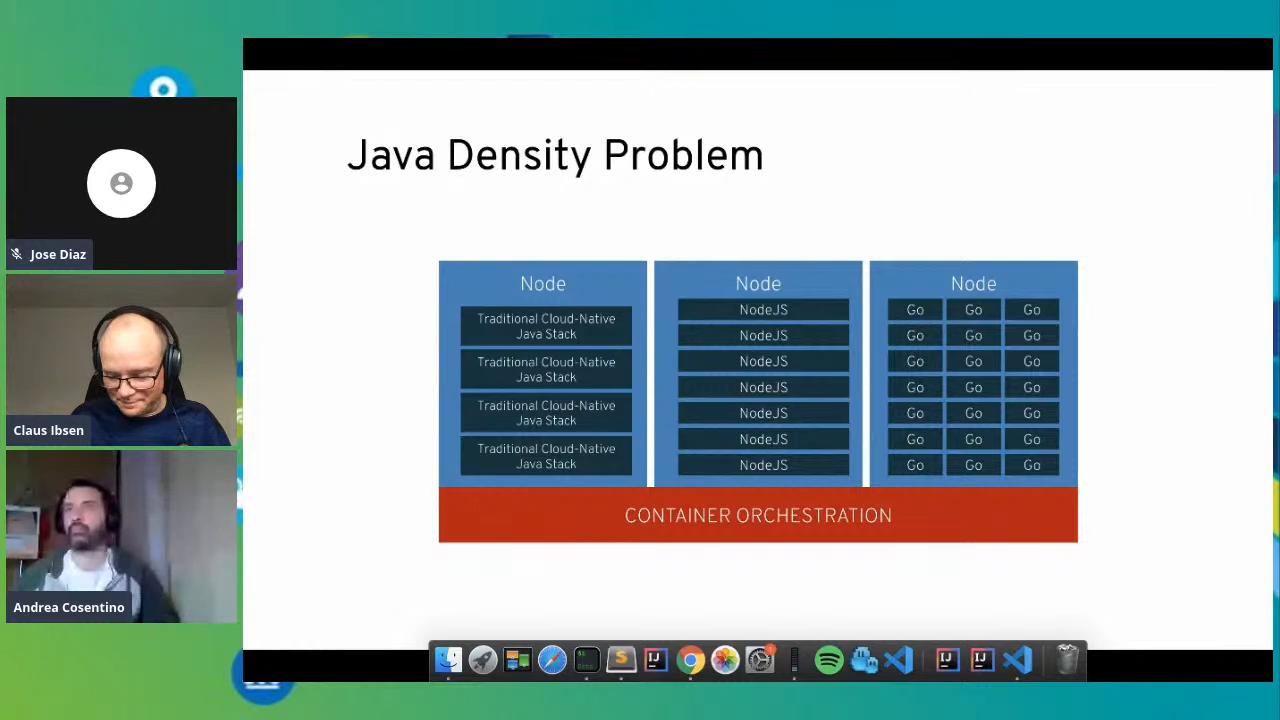 Java Density Problem
Node
Traditional Cloud-Native
Java Stack
Traditional Cloud-Native
Java Stack
Traditional Cloud-Native
Java Stack
Traditional Cloud-Native
Java Stack
Node
NodeJS
NodeJS
NodeJS
NodeJS
NodeJS
NodeJS
NodeJS
Node
Go Go Go
Go Go Go
Go Go Go
Go Go Go
Go Go Go
Go Go Go
Go Go Go
CONTAINER ORCHESTRATION
Jose Diaz
Claus Ibsen
Andrea Cosentino
IJ
IJ
IJ